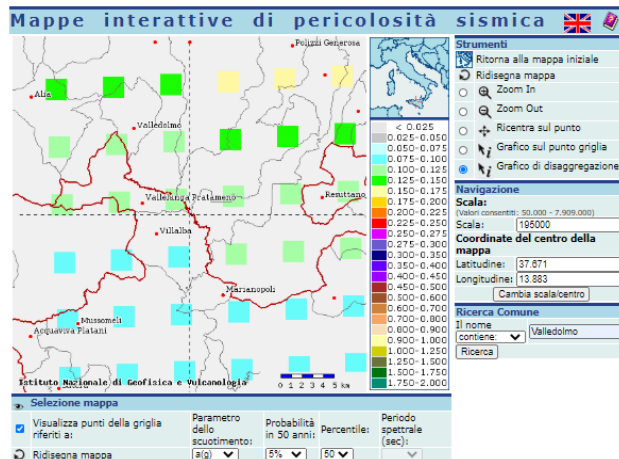 Mappe interattive di pericolosità sismica
Polizzi Generosa
Alia
Valledolmo
Vallelunga Pratameno
Resuttano
Villalba
Marianopoli
Mussomeli
Acquaviva Platani
Istituto Nazionale di Geofisica e Vulcanologia
0 1 2 3 4 5 km
< 0.025
0.025-0.050
0.050-0.075
0.075-0.100
0.100-0.125
0.125-0.150
0.150-0.175
0.175-0.200
0.200-0.225
0.225-0.250
0.250-0.275
0.275-0.300
0.300-0.350
0.350-0.400
0.400-0.450
0.450-0.500
0.500-0.600
0.600-0.700
0.700-0.800
0.800-0.900
0.900-1.000
1.000-1.250
1.250-1.500
1.500-1.750
1.750-2.000
Strumenti
Ritorna alla mappa iniziale
Ridisegna mappa
Zoom In
Zoom Out
Ricentra sul punto
Grafico sul punto griglia
Grafico di disaggregazione
Navigazione
Scala:
(Valori consentiti: 50.000 - 7.909.000)
Scala: 195000
Coordinate del centro della
mappa
Latitudine: 37.671
Longitudine: 13.883
Cambia scala/centro
Ricerca Comune
Il nome
contiene: Valledolmo
Ricerca
Selezione mappa
Visualizza punti della griglia
riferiti a:
Parametro
dello
scuotimento:
Probabilità
in 50 anni:
Percentile:
Periodo
spettrale
(sec):
Ridisegna mappa
a(g) 5% 50